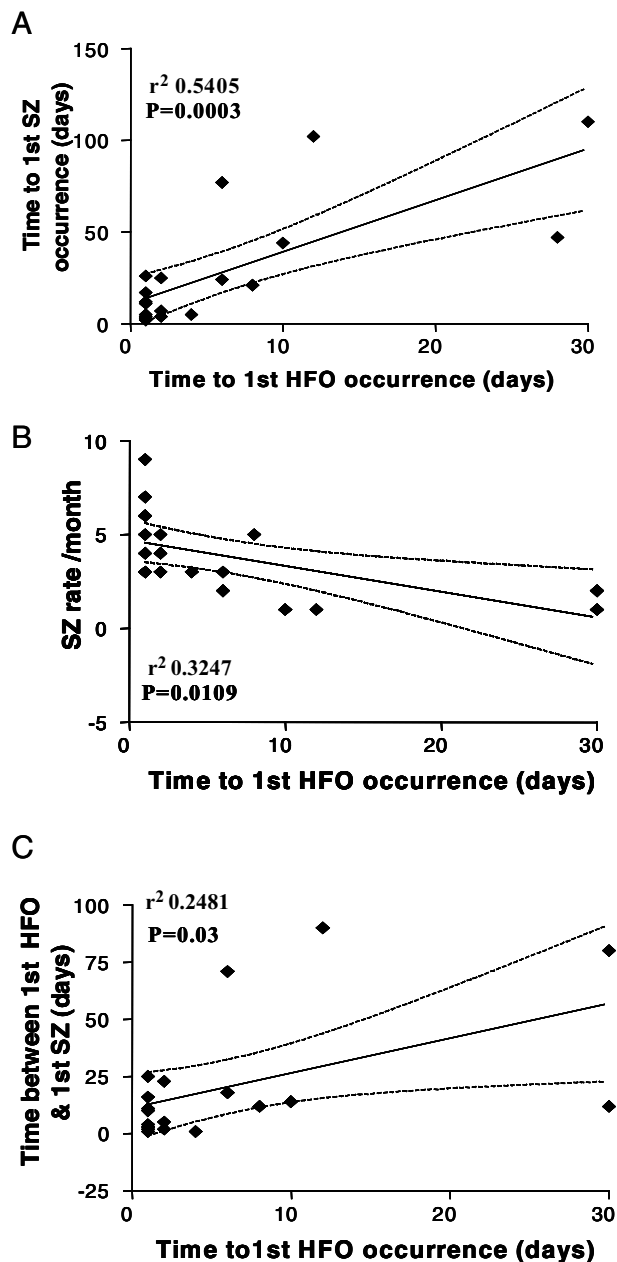 A
150
r² 0.5405
P=0.0003
100
Time to 1st SZ
occurrence (days)
50
0
0 10 20 30
Time to 1st HFO occurrence (days)
B
10
5
SZ rate /month
0
r² 0.3247
P=0.0109
-5
0 10 20 30
Time to 1st HFO occurrence (days)
C
100
r² 0.2481
P=0.03
75
Time between 1st HFO
& 1st SZ (days)
50
25
0
-25
0 10 20 30
Time to1st HFO occurrence (days)